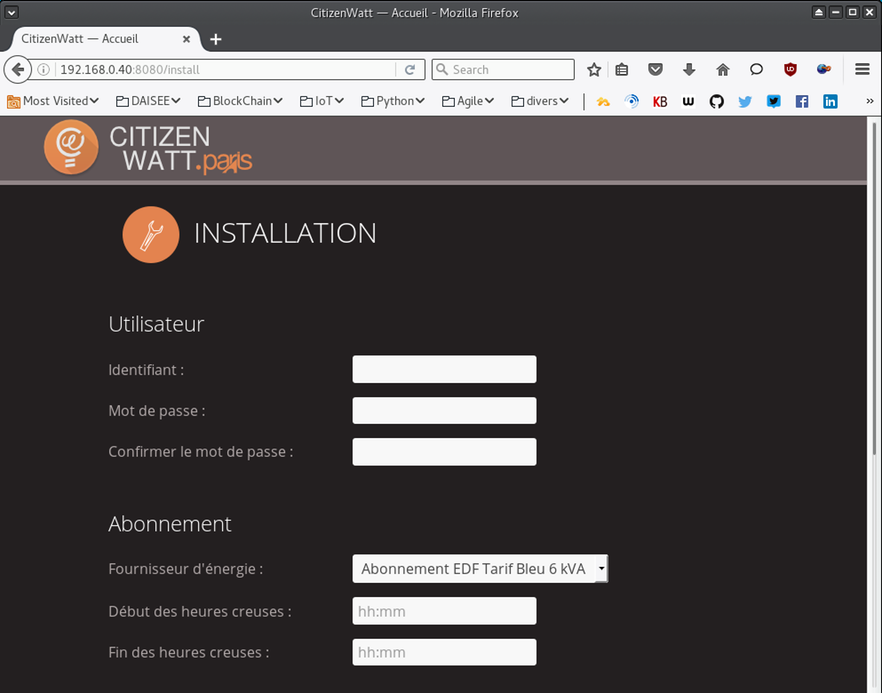 CitizenWatt — Accueil - Mozilla Firefox
CitizenWatt — Accueil
192.168.0.40:8080/install
Search
Most Visited DAISEE BlockChain IoT Python Agile divers KB
CITIZEN
WATT.paris
INSTALLATION
Utilisateur
Identifiant :
Mot de passe :
Confirmer le mot de passe :
Abonnement
Fournisseur d'énergie : Abonnement EDF Tarif Bleu 6 kVA
Début des heures creuses : hh:mm
Fin des heures creuses : hh:mm